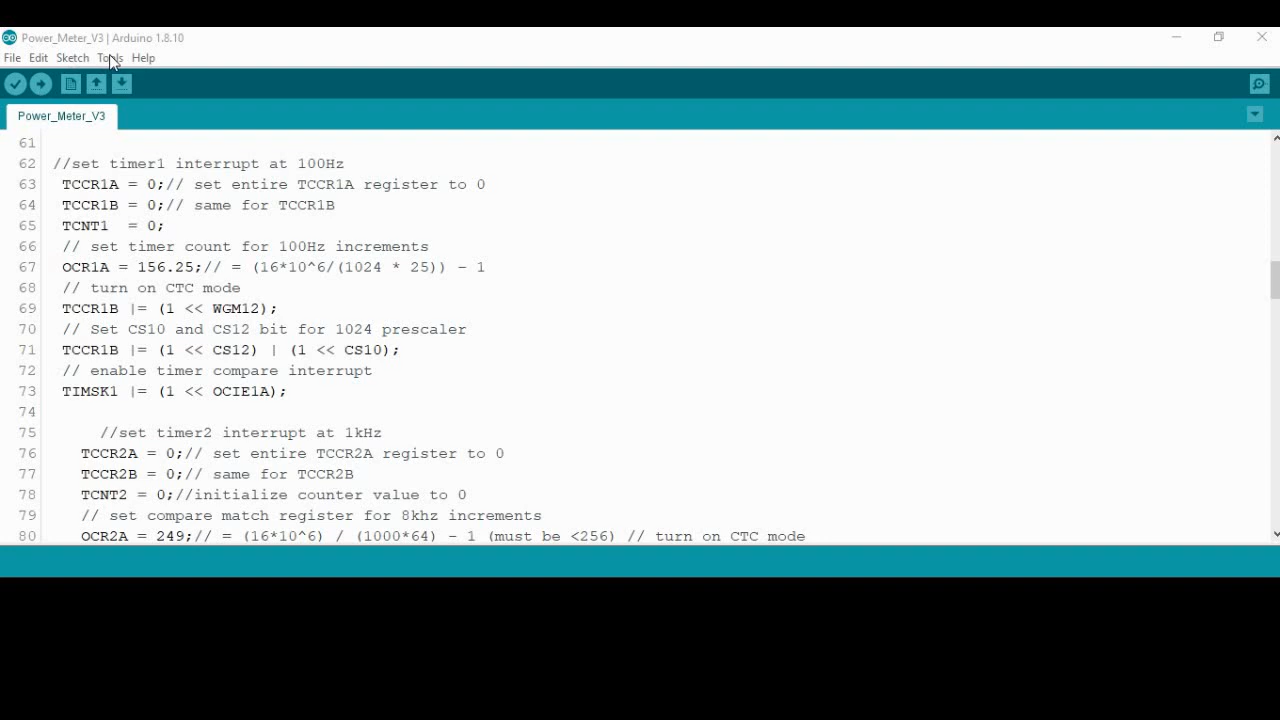 Power_Meter_V3 | Arduino 1.8.10
File Edit Sketch Tools Help
Power_Meter_V3
61
62 //set timer1 interrupt at 100Hz
63 TCCR1A = 0;// set entire TCCR1A register to 0
64 TCCR1B = 0;// same for TCCR1B
65 TCNT1  = 0;
66 // set timer count for 100Hz increments
67 OCR1A = 156.25;// = (16*10^6/(1024 * 25)) - 1
68 // turn on CTC mode
69 TCCR1B |= (1 << WGM12);
70 // Set CS10 and CS12 bit for 1024 prescaler
71 TCCR1B |= (1 << CS12) | (1 << CS10);
72 // enable timer compare interrupt
73 TIMSK1 |= (1 << OCIE1A);
74
75 //set timer2 interrupt at 1kHz
76 TCCR2A = 0;// set entire TCCR2A register to 0
77 TCCR2B = 0;// same for TCCR2B
78 TCNT2 = 0;//initialize counter value to 0
79 // set compare match register for 8khz increments
80 OCR2A = 249;// = (16*10^6) / (1000*64) - 1 (must be <256) // turn on CTC mode